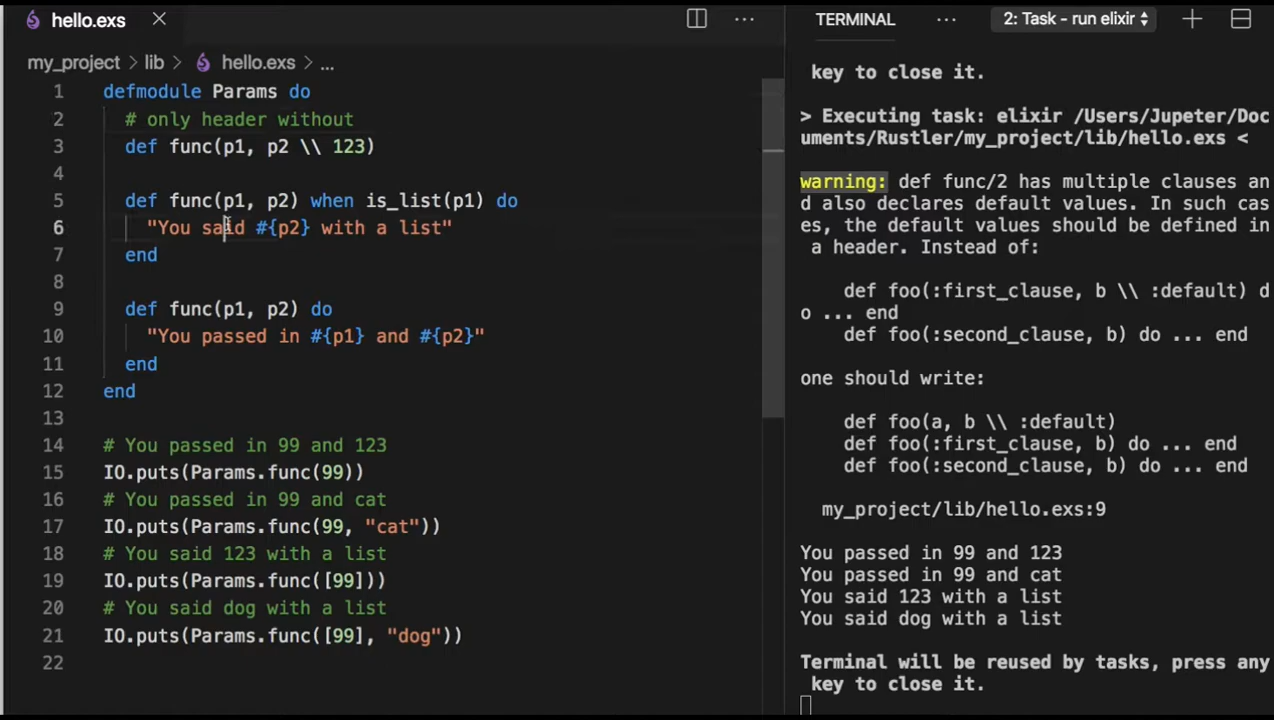 hello.exs
my_project > lib > hello.exs > ...
1 defmodule Params do
2 # only header without
3 def func(p1, p2 \\ 123)
4
5 def func(p1, p2) when is_list(p1) do
6 "You said #{p2} with a list"
7 end
8
9 def func(p1, p2) do
10 "You passed in #{p1} and #{p2}"
11 end
12 end
13
14 # You passed in 99 and 123
15 IO.puts(Params.func(99))
16 # You passed in 99 and cat
17 IO.puts(Params.func(99, "cat"))
18 # You said 123 with a list
19 IO.puts(Params.func([99]))
20 # You said dog with a list
21 IO.puts(Params.func([99], "dog"))
22
TERMINAL ... 2: Task - run elixir
key to close it.
> Executing task: elixir /Users/Jupeter/Doc
uments/Rustler/my_project/lib/hello.exs <
warning: def func/2 has multiple clauses an
d also declares default values. In such cas
es, the default values should be defined in
a header. Instead of:
def foo(:first_clause, b \\ :default) d
o ... end
def foo(:second_clause, b) do ... end
one should write:
def foo(a, b \\ :default)
def foo(:first_clause, b) do ... end
def foo(:second_clause, b) do ... end
my_project/lib/hello.exs:9
You passed in 99 and 123
You passed in 99 and cat
You said 123 with a list
You said dog with a list
Terminal will be reused by tasks, press any
key to close it.